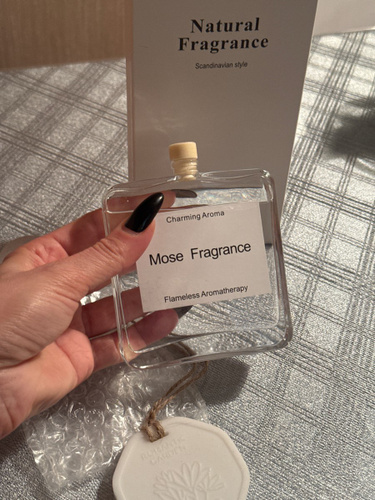 Natural
Fragrance
Scandinavian style
Charming Aroma
Mose Fragrance
Flameless Aromatherapy